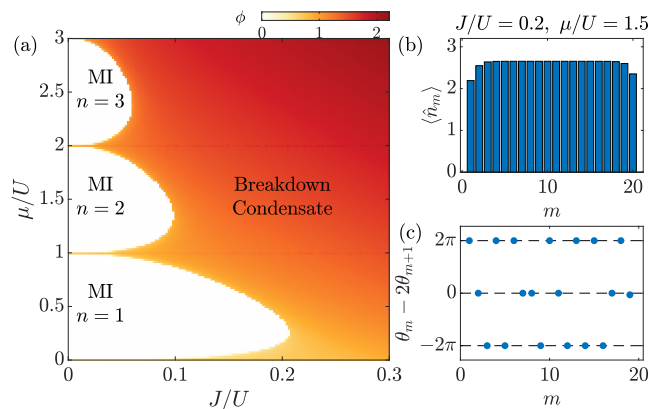 (a)
ϕ
0 1 2
3
2.5
2
1.5
1
0.5
0
μ/U
MI
n = 3
MI
n = 2
MI
n = 1
Breakdown
Condensate
0 0.1 0.2 0.3
J/U
J/U = 0.2, μ/U = 1.5
(b)
3
2
1
0
⟨n̂ₘ⟩
0 10 20
m
(c)
2π
0
−2π
θₘ − 2θₘ₊₁
0 10 20
m